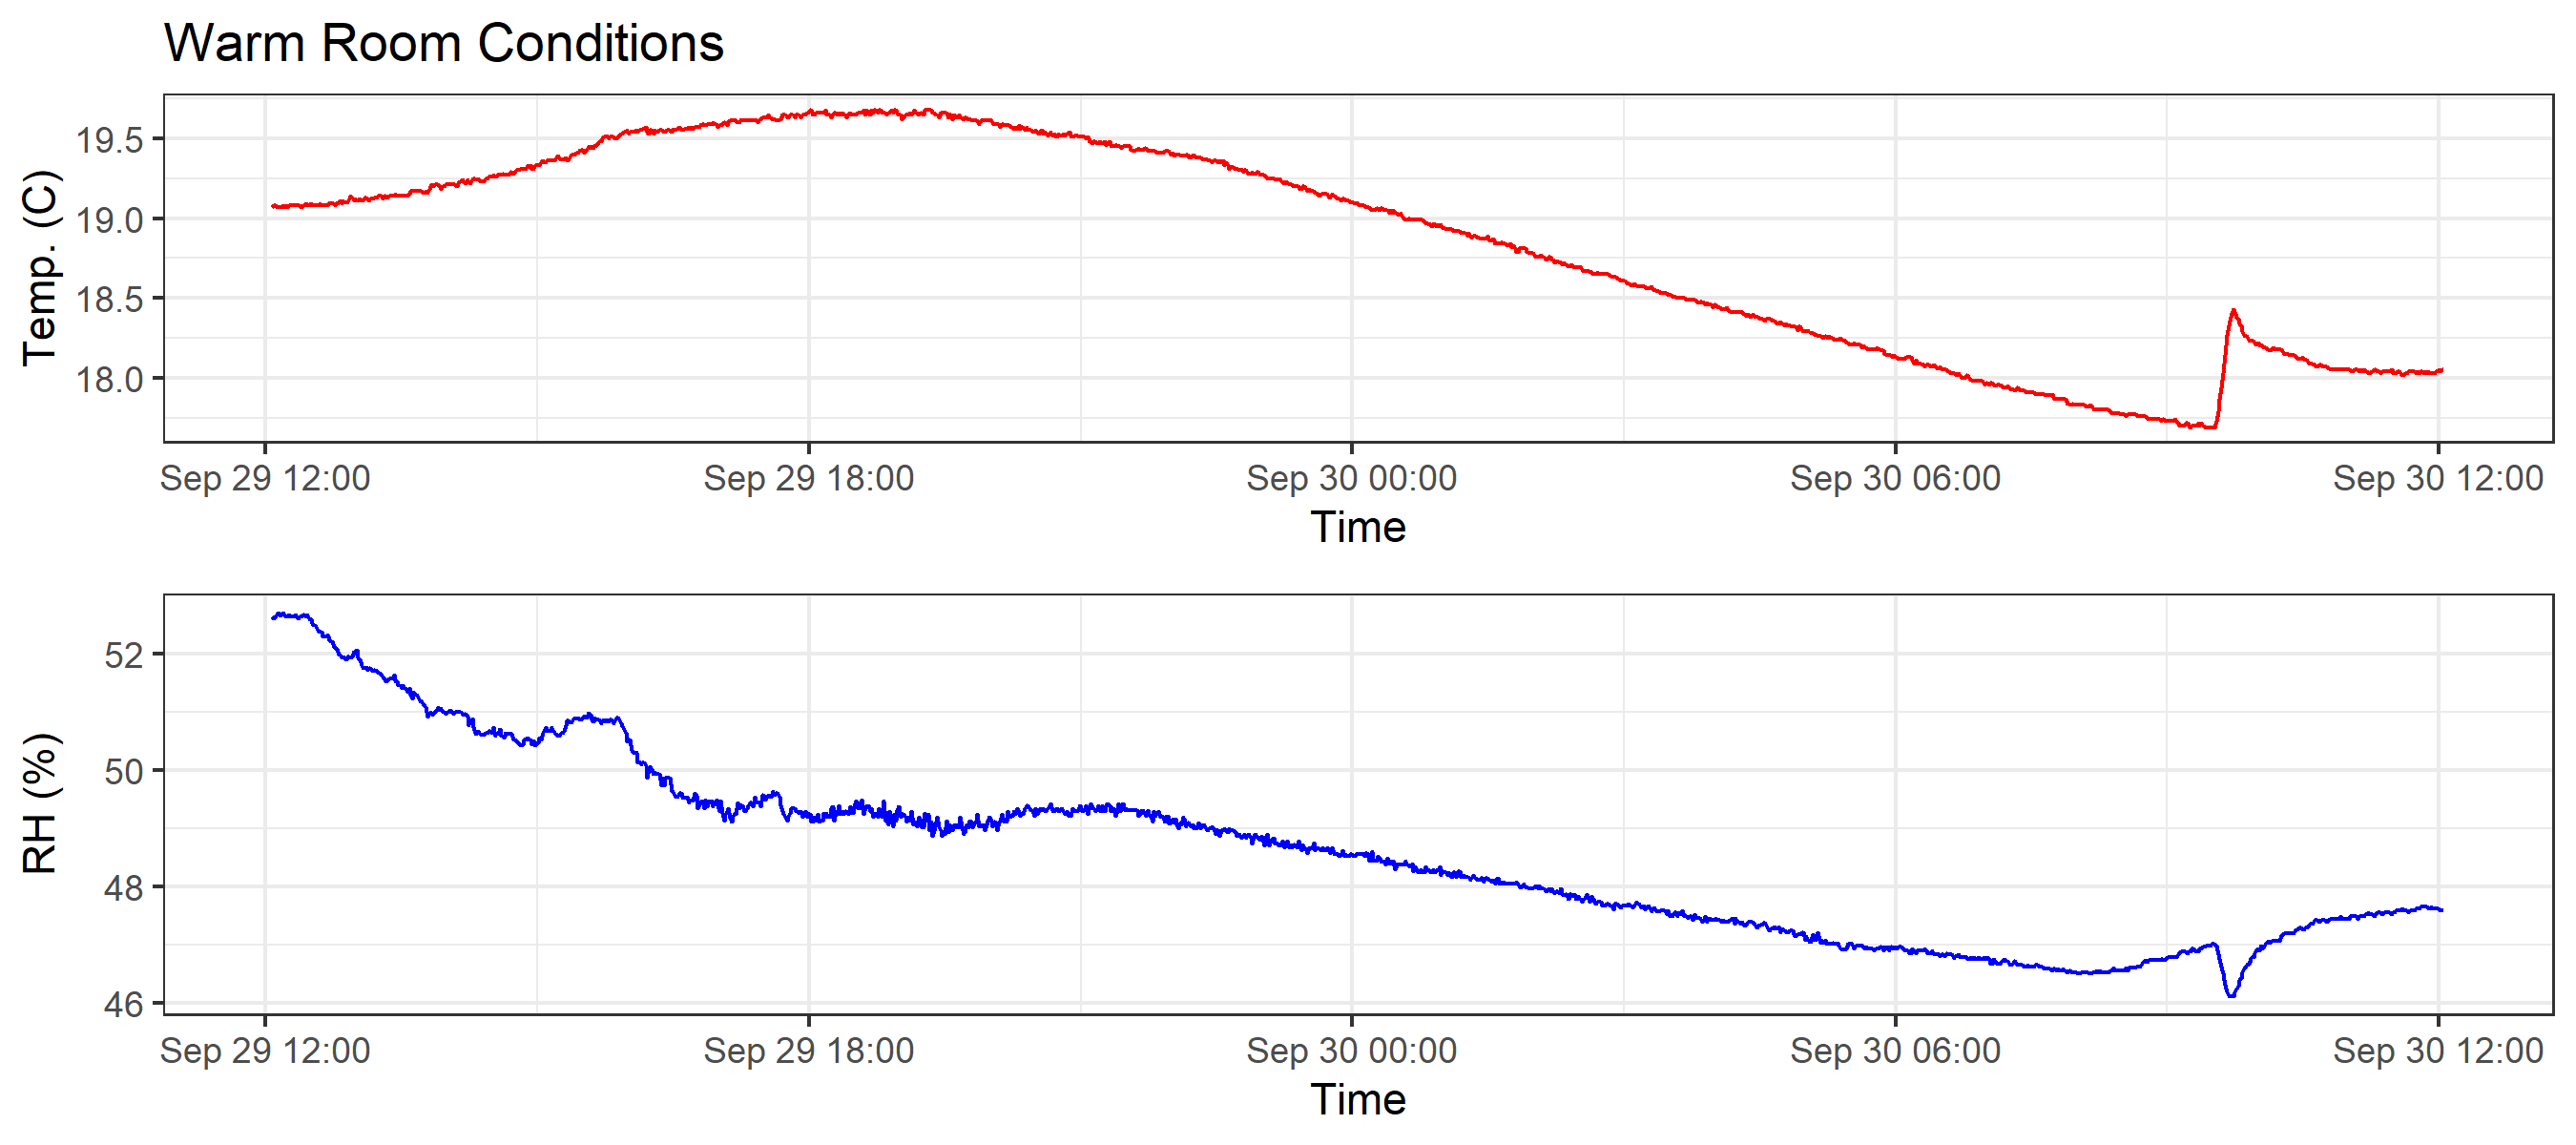 Warm Room Conditions
Temp. (C)
19.5
19.0
18.5
18.0
Sep 29 12:00 Sep 29 18:00 Sep 30 00:00 Sep 30 06:00 Sep 30 12:00
Time
RH (%)
52
50
48
46
Sep 29 12:00 Sep 29 18:00 Sep 30 00:00 Sep 30 06:00 Sep 30 12:00
Time